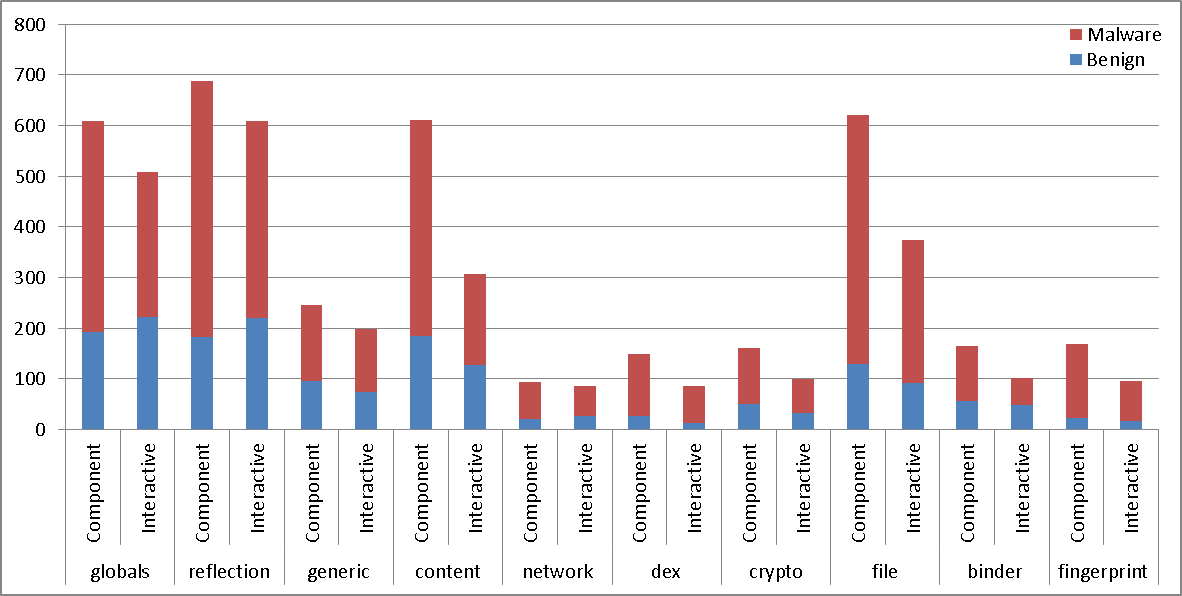 800
700
600
500
400
300
200
100
0
Malware
Benign
Component Interactive Component Interactive Component Interactive Component Interactive Component Interactive Component Interactive Component Interactive Component Interactive Component Interactive Component Interactive
globals reflection generic content network dex crypto file binder fingerprint